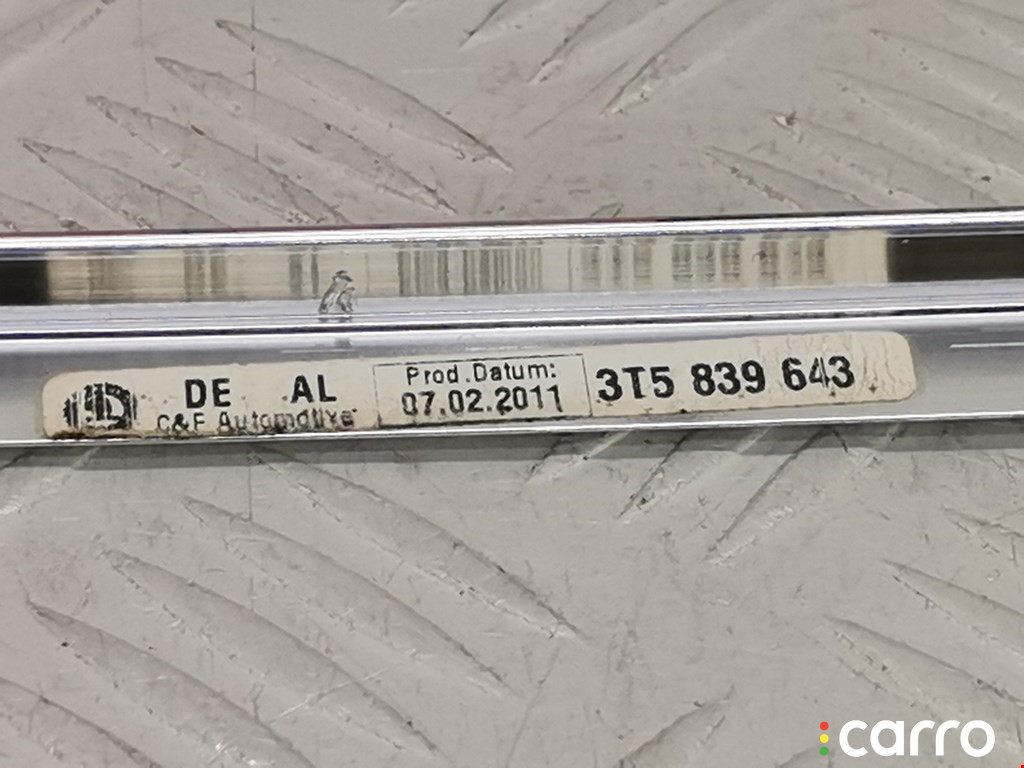 DE AL
C&F Automotive
Prod.Datum:
07.02.2011
3T5 839 643
carro